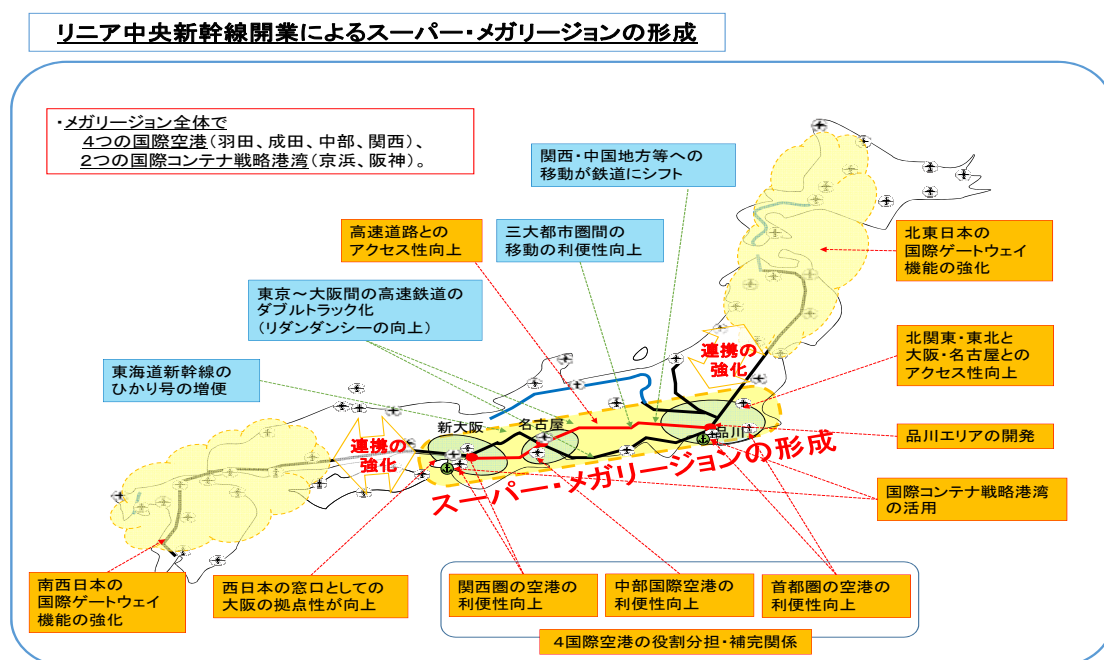 リニア中央新幹線開業によるスーパー・メガリージョンの形成
・メガリージョン全体で
4つの国際空港(羽田、成田、中部、関西)、
2つの国際コンテナ戦略港湾(京浜、阪神)。
関西・中国地方等への
移動が鉄道にシフト
高速道路との
アクセス性向上
三大都市圏間の
移動の利便性向上
北東日本の
国際ゲートウェイ
機能の強化
東京～大阪間の高速鉄道の
ダブルトラック化
(リダンダンシーの向上)
北関東・東北と
大阪・名古屋との
アクセス性向上
連携の
強化
東海道新幹線の
ひかり号の増便
新大阪
名古屋
品川
品川エリアの開発
連携の
強化
スーパー・メガリージョンの形成
国際コンテナ戦略港湾
の活用
南西日本の
国際ゲートウェイ
機能の強化
西日本の窓口としての
大阪の拠点性が向上
関西圏の空港の
利便性向上
中部国際空港の
利便性向上
首都圏の空港の
利便性向上
4国際空港の役割分担・補完関係